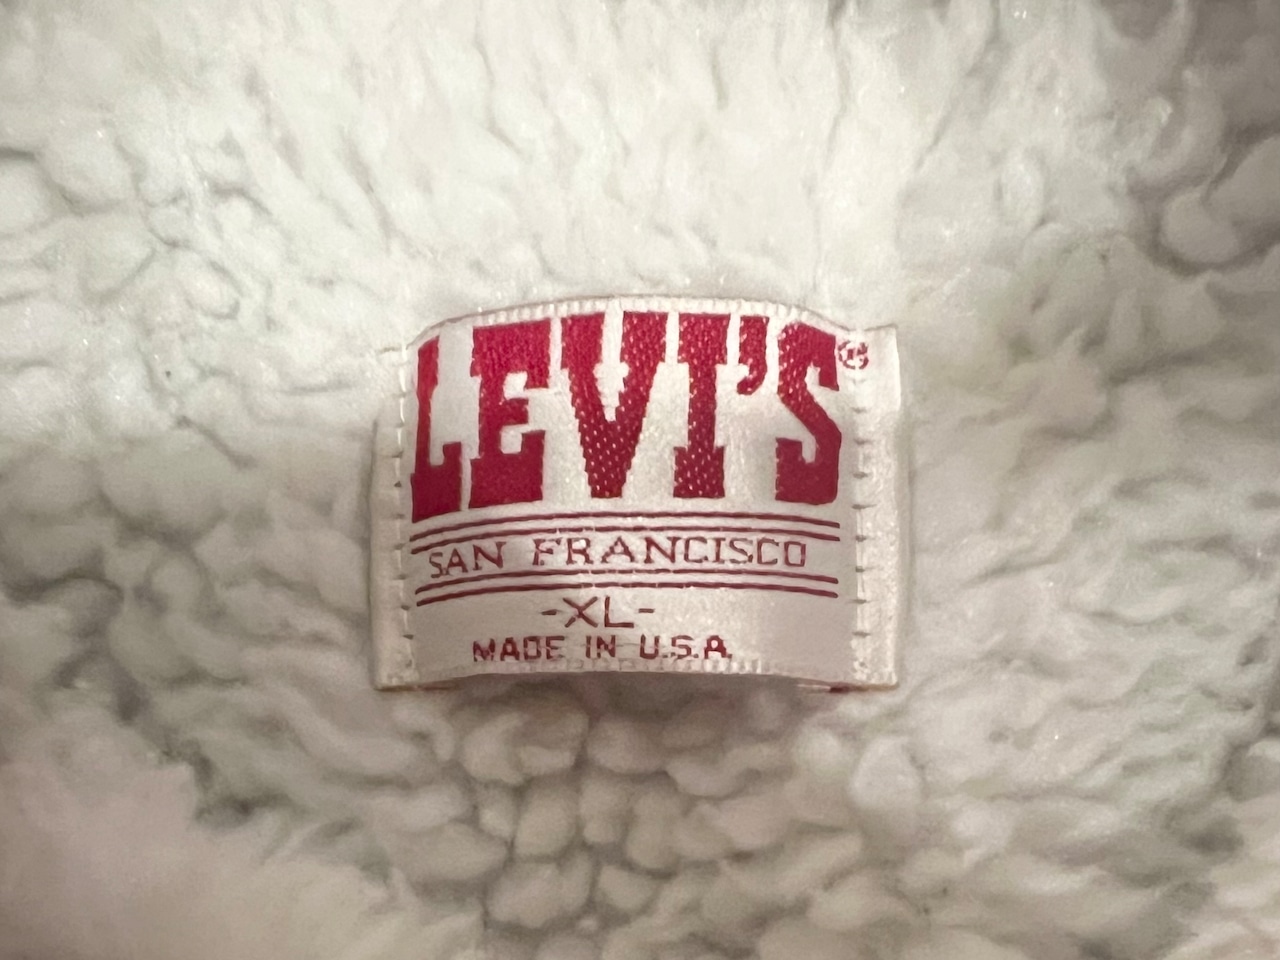 LEVI'S®
SAN FRANCISCO
-XL-
MADE IN U.S.A.